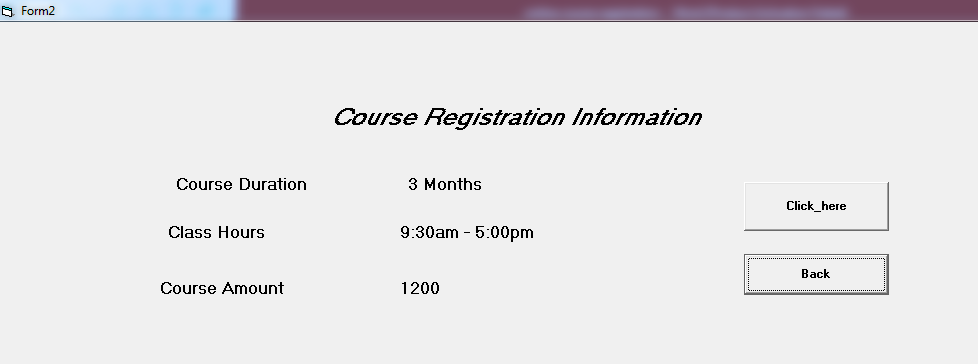 Form2
Course Registration Information
Course Duration 3 Months
Class Hours 9:30am - 5:00pm
Course Amount 1200
Click_here
Back